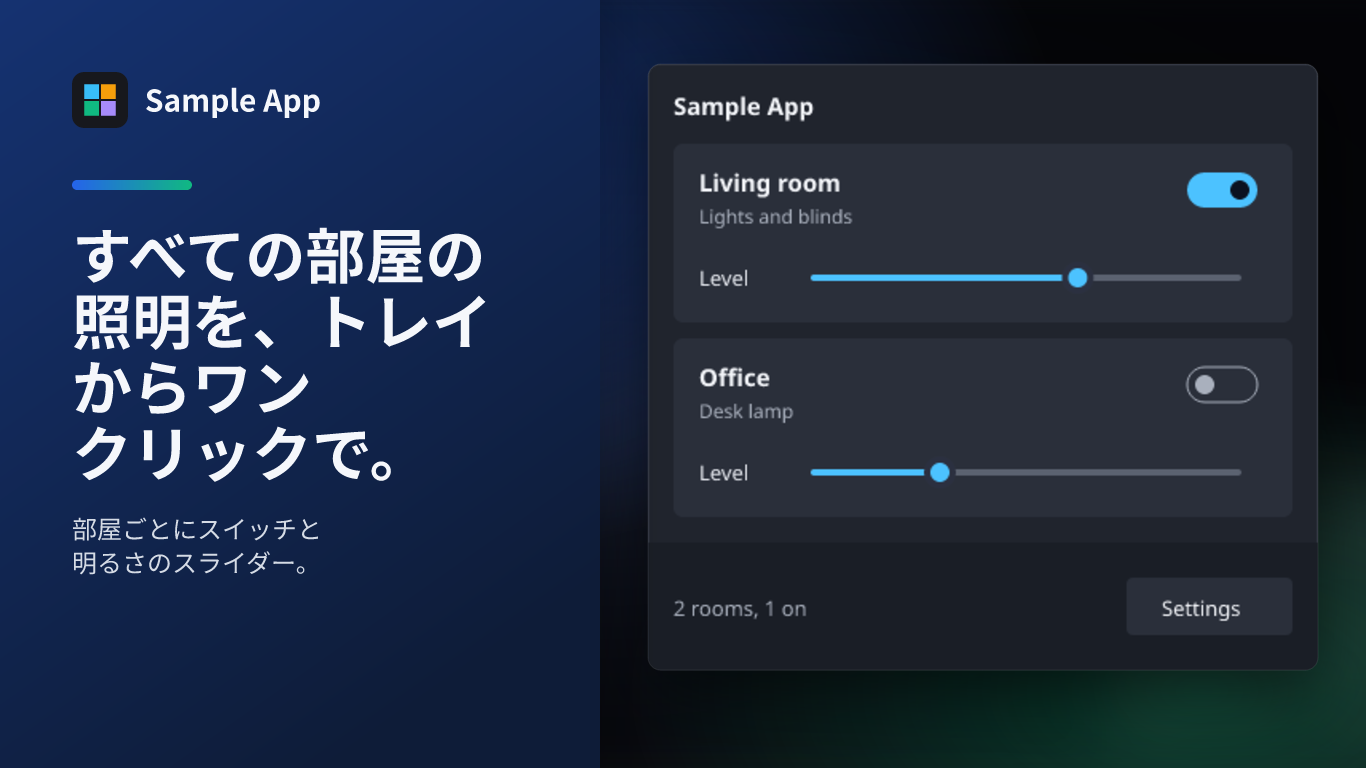 Sample App
すべての部屋の
照明を、トレイ
からワン
クリックで。
部屋ごとにスイッチと
明るさのスライダー。
Sample App
Living room
Lights and blinds
Level
Office
Desk lamp
Level
2 rooms, 1 on
Settings